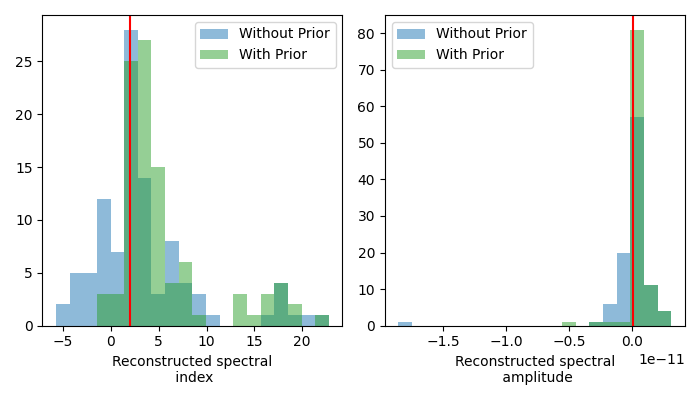 Without Prior
With Prior
25
20
15
10
5
0
−5
0
5
10
15
20
Reconstructed spectral
index
Without Prior
With Prior
80
70
60
50
40
30
20
10
0
−1.5
−1.0
−0.5
0.0
1e−11
Reconstructed spectral
amplitude